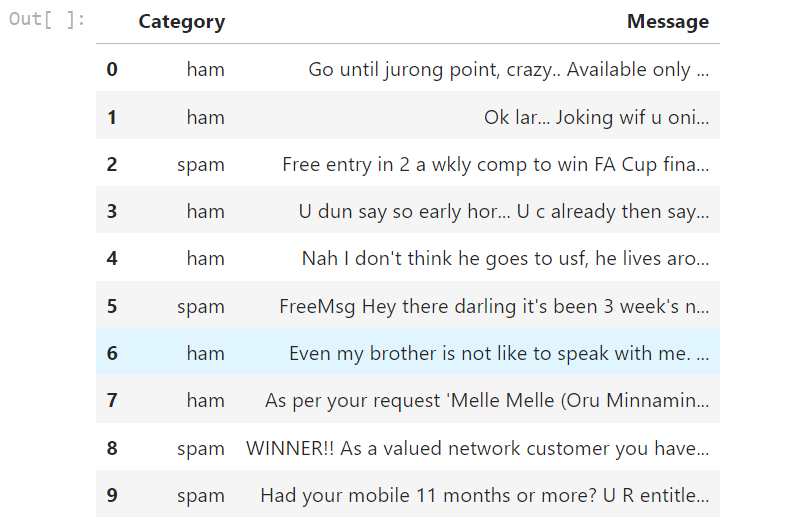 Out[ ]:
Category Message
0 ham Go until jurong point, crazy.. Available only ...
1 ham Ok lar... Joking wif u oni...
2 spam Free entry in 2 a wkly comp to win FA Cup fina...
3 ham U dun say so early hor... U c already then say...
4 ham Nah I don't think he goes to usf, he lives aro...
5 spam FreeMsg Hey there darling it's been 3 week's n...
6 ham Even my brother is not like to speak with me. ...
7 ham As per your request 'Melle Melle (Oru Minnamin...
8 spam WINNER!! As a valued network customer you have...
9 spam Had your mobile 11 months or more? U R entitle...